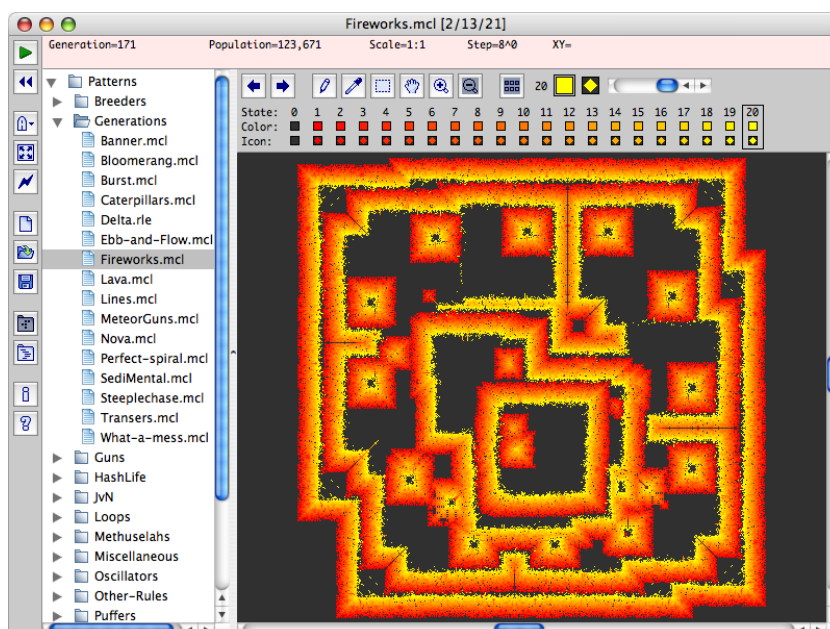 Fireworks.mcl [2/13/21]
Generation=171 Population=123,671 Scale=1:1 Step=8^0 XY=
Patterns
Breeders
Generations
Banner.mcl
Bloomerang.mcl
Burst.mcl
Caterpillars.mcl
Delta.rle
Ebb-and-Flow.mcl
Fireworks.mcl
Lava.mcl
Lines.mcl
MeteorGuns.mcl
Nova.mcl
Perfect-spiral.mcl
SediMental.mcl
Steeplechase.mcl
Transers.mcl
What-a-mess.mcl
Guns
HashLife
JvN
Loops
Methuselahs
Miscellaneous
Oscillators
Other-Rules
Puffers
20
State: 0 1 2 3 4 5 6 7 8 9 10 11 12 13 14 15 16 17 18 19 20
Color:
Icon: